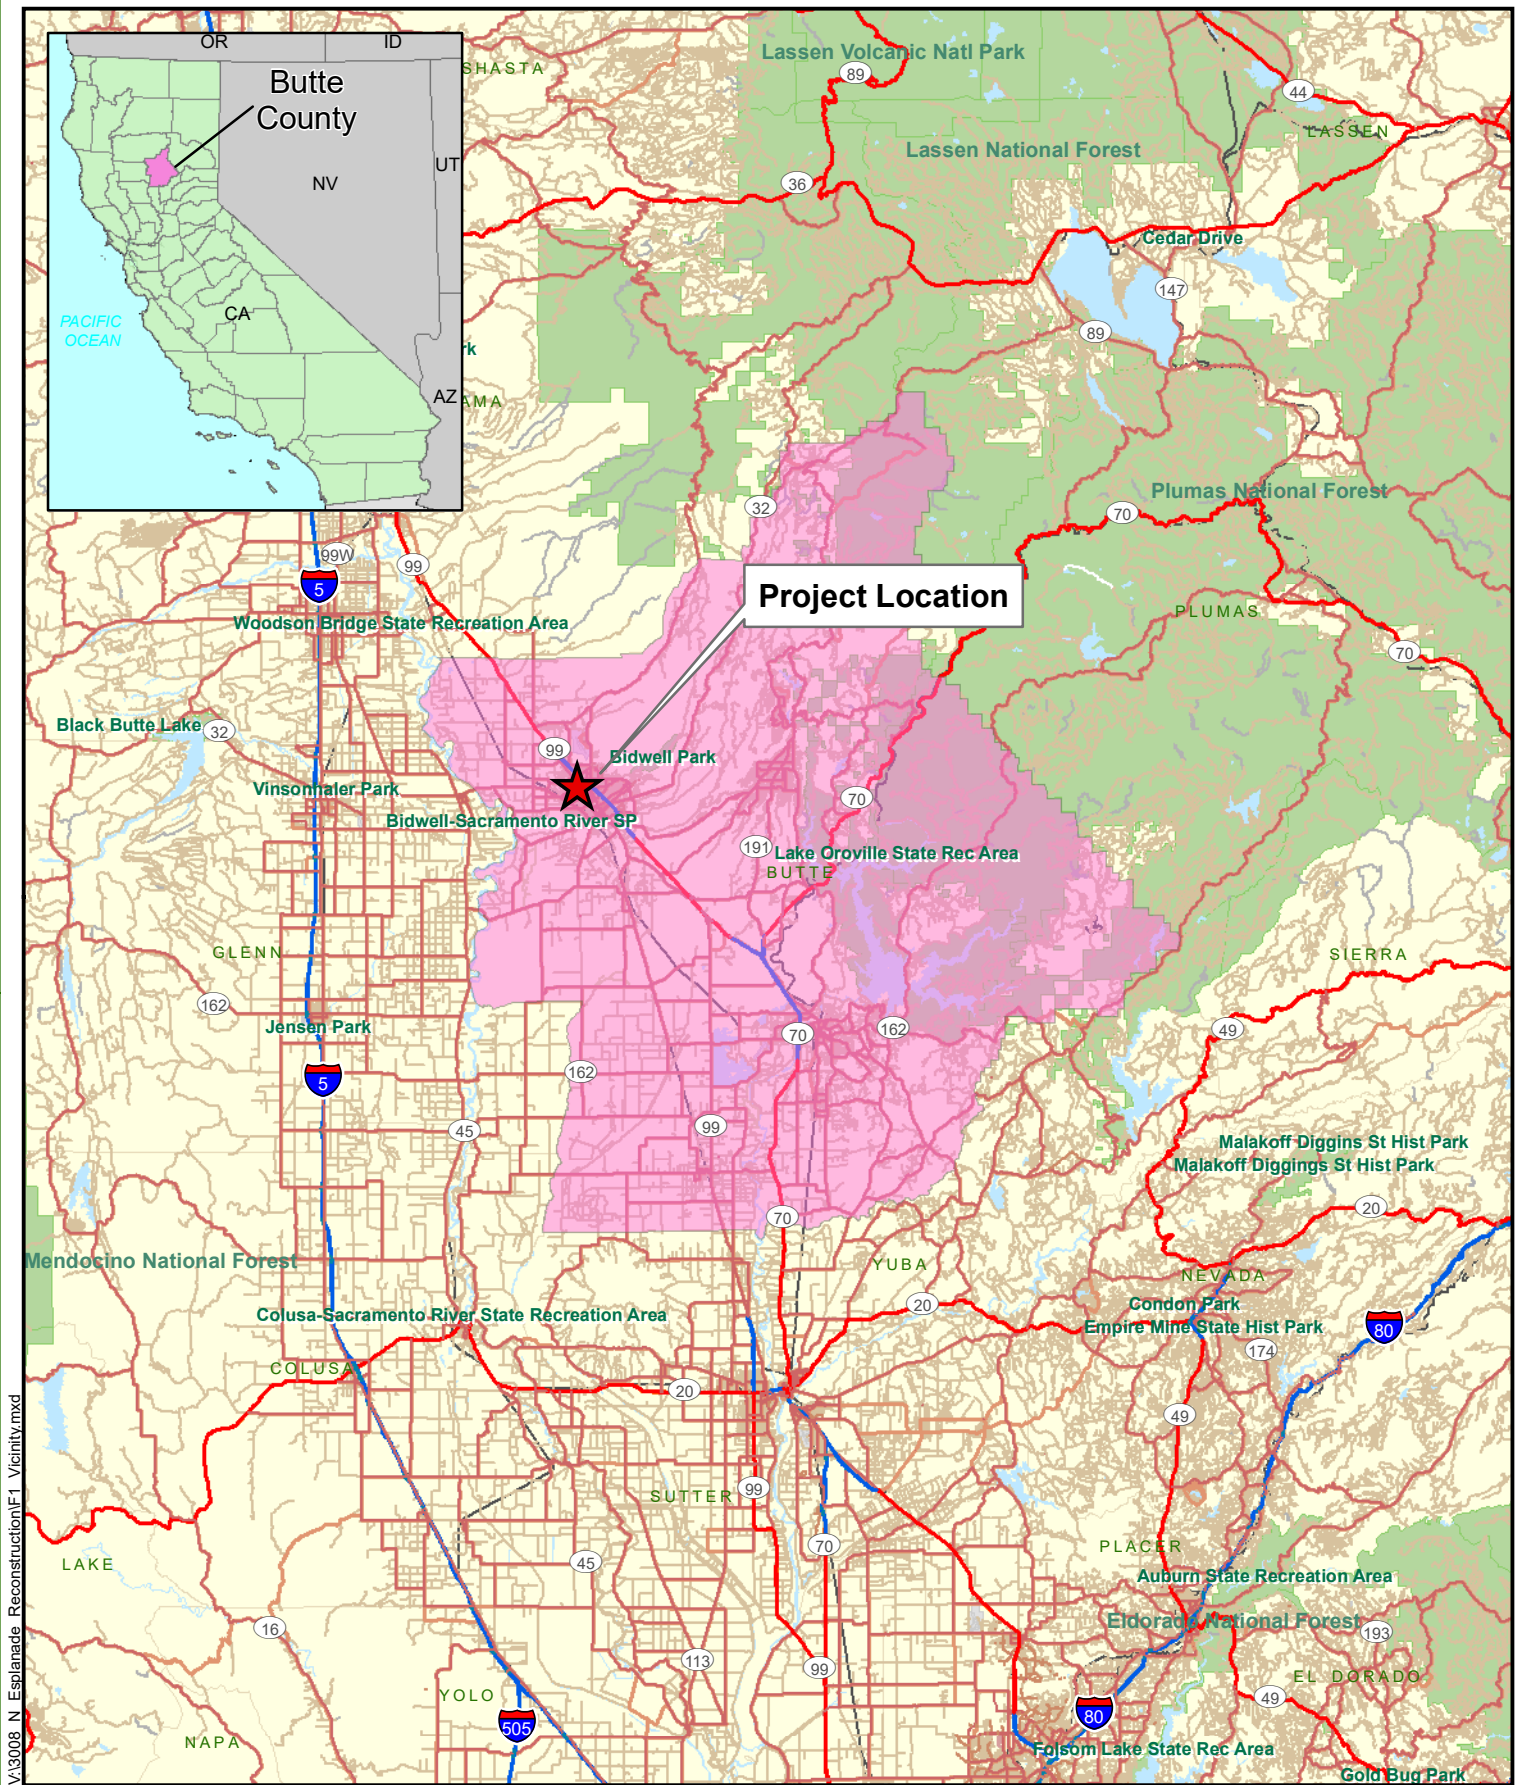 OR
ID
Butte
County
NV
UT
CA
AZ
PACIFIC
OCEAN
SHASTA
Lassen Volcanic Natl Park
89
44
LASSEN
Lassen National Forest
36
Cedar Drive
147
89
rk
AMA
32
Plumas National Forest
70
99W
99
5
Project Location
PLUMAS
Woodson Bridge State Recreation Area
70
Black Butte Lake
32
99
Bidwell Park
Vinsonhaler Park
70
Bidwell-Sacramento River SP
191
Lake Oroville State Rec Area
BUTTE
GLENN
SIERRA
162
Jensen Park
70
162
49
5
162
99
45
Malakoff Diggins St Hist Park
Malakoff Diggings St Hist Park
20
70
Mendocino National Forest
YUBA
NEVADA
20
Condon Park
Colusa-Sacramento River State Recreation Area
Empire Mine State Hist Park
80
174
COLUSA
20
49
99
SUTTER
70
PLACER
45
LAKE
Auburn State Recreation Area
Eldorado National Forest
193
16
113
99
EL DORADO
YOLO
49
505
80
NAPA
Folsom Lake State Rec Area
Gold Bug Park
V:\3008_N_Esplanade_Reconstruction\F1_Vicinity.mxd